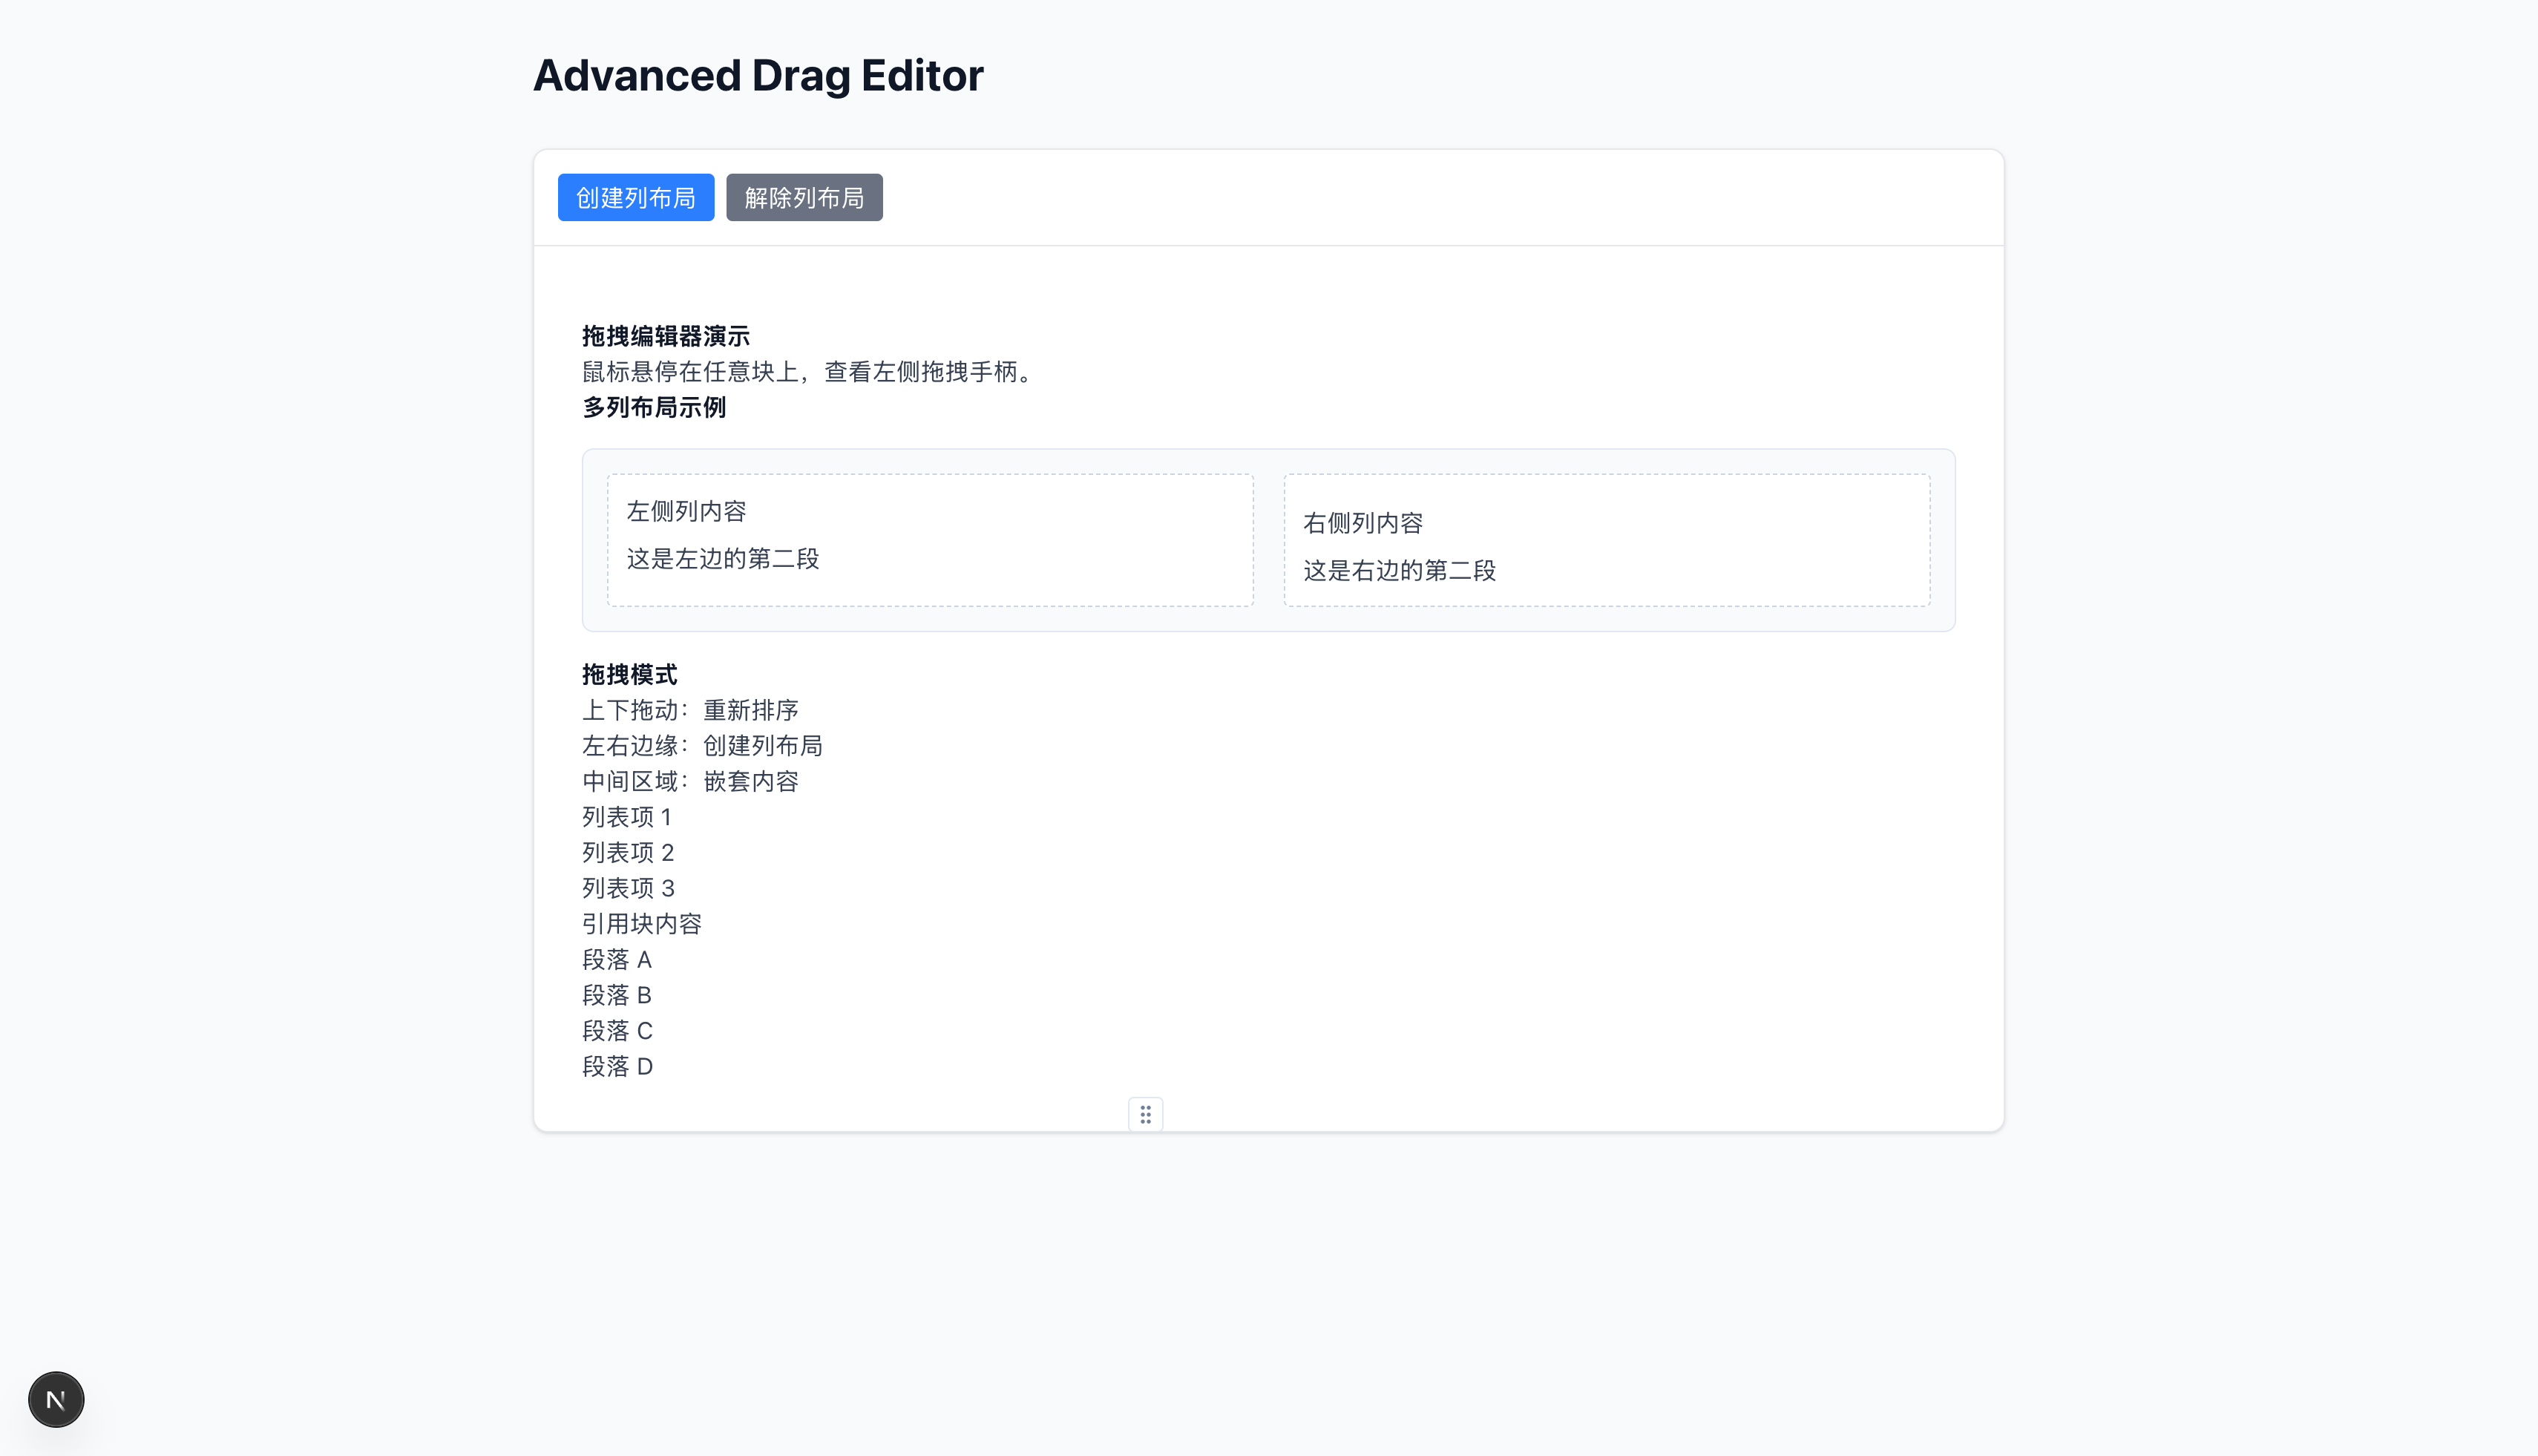 Advanced Drag Editor
创建列布局 解除列布局
拖拽编辑器演示
鼠标悬停在任意块上，查看左侧拖拽手柄。
多列布局示例
左侧列内容
这是左边的第二段
右侧列内容
这是右边的第二段
拖拽模式
上下拖动：重新排序
左右边缘：创建列布局
中间区域：嵌套内容
列表项 1
列表项 2
列表项 3
引用块内容
段落 A
段落 B
段落 C
段落 D
N